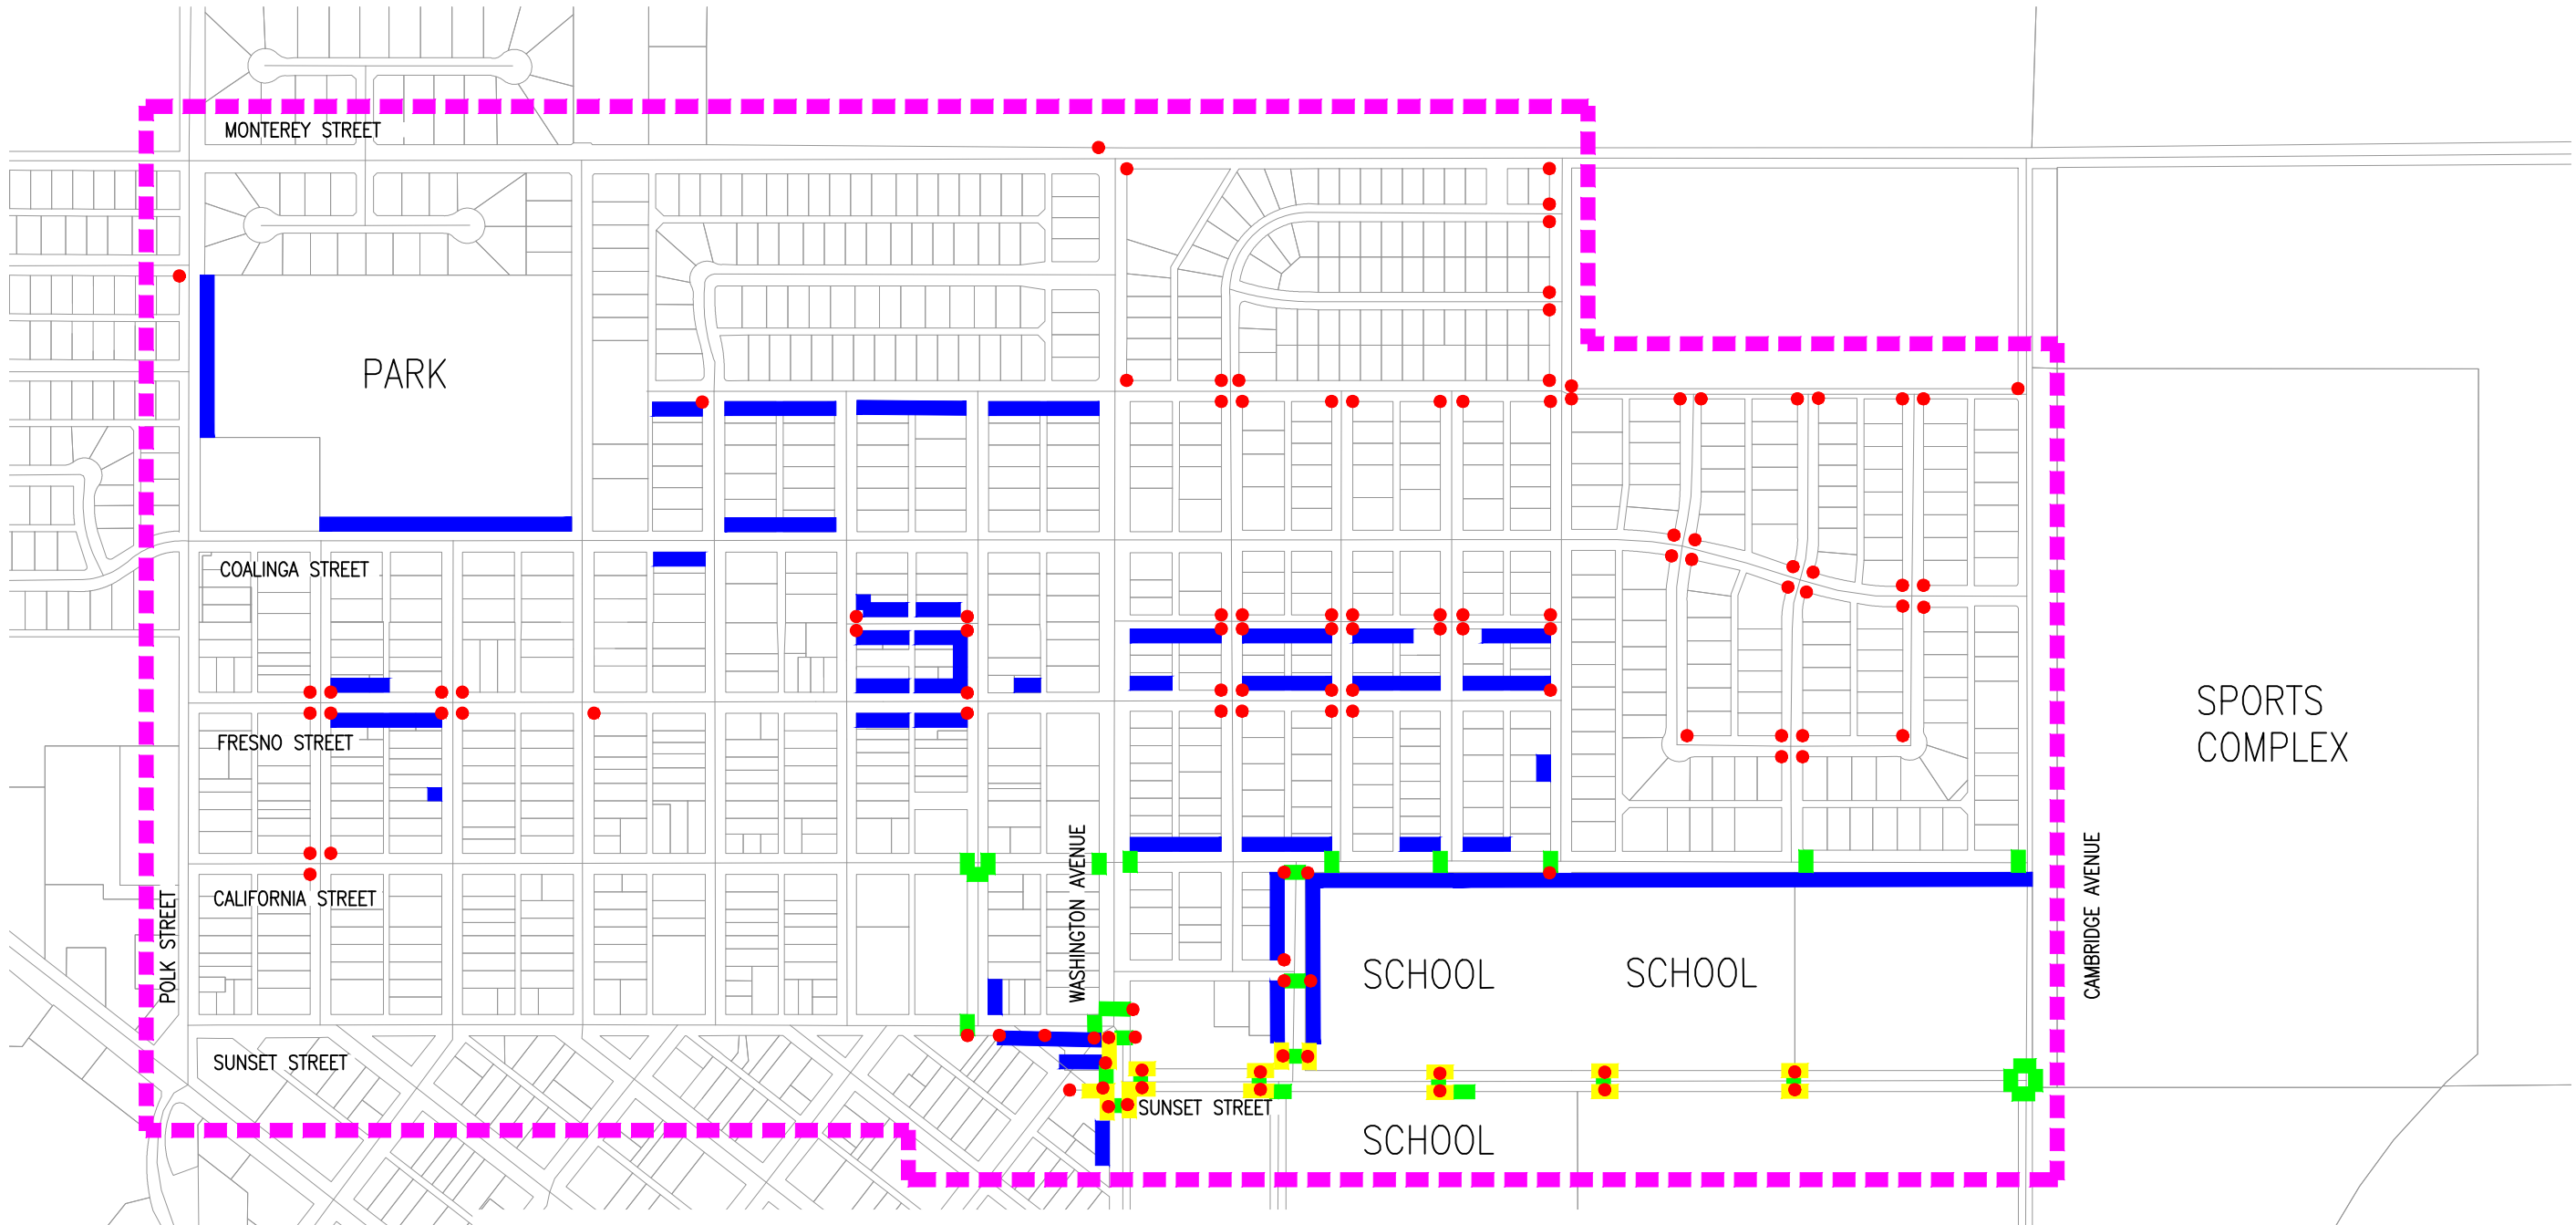 MONTEREY STREET
PARK
COALINGA STREET
SPORTS
COMPLEX
FRESNO STREET
WASHINGTON AVENUE
CAMBRIDGE AVENUE
CALIFORNIA STREET
POLK STREET
SCHOOL
SCHOOL
SUNSET STREET
SUNSET STREET
SCHOOL